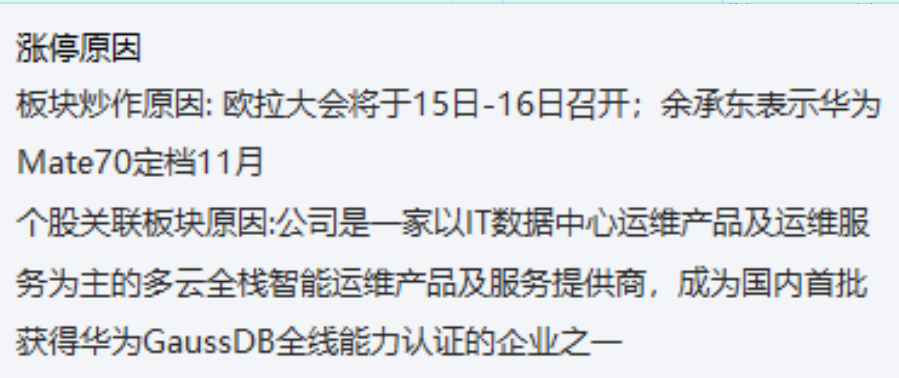 涨停原因
板块炒作原因: 欧拉大会将于15日-16日召开；余承东表示华为
Mate70定档11月
个股关联板块原因:公司是一家以IT数据中心运维产品及运维服
务为主的多云全栈智能运维产品及服务提供商，成为国内首批
获得华为GaussDB全线能力认证的企业之一